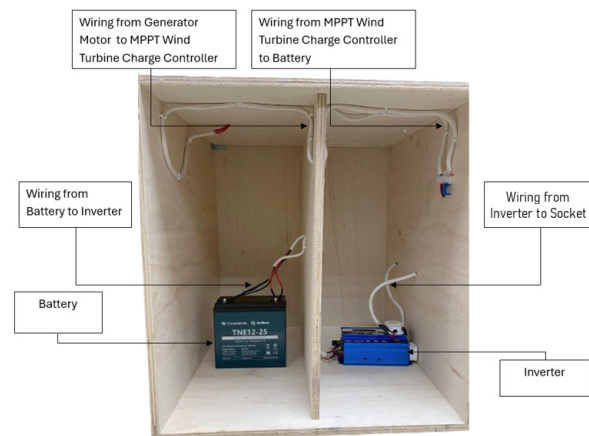 Wiring from Generator
Motor to MPPT Wind
Turbine Charge Controller
Wiring from MPPT Wind
Turbine Charge Controller
to Battery
Wiring from
Battery to Inverter
Wiring from
Inverter to Socket
Battery
TNE12-25
Inverter